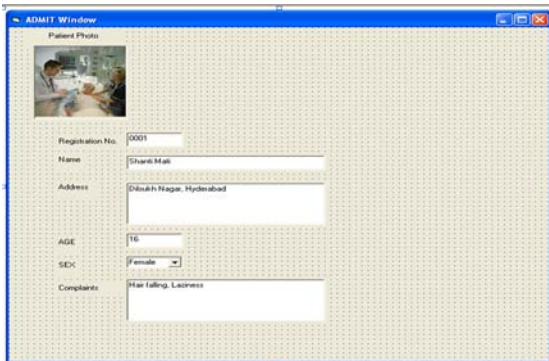 ADMIT Window
Patient Photo
Registration No. 0001
Name Shanti Mati
Address Dilsukh Nagar, Hyderabad
AGE 16
SEX Female
Complaints Hair falling, Laziness